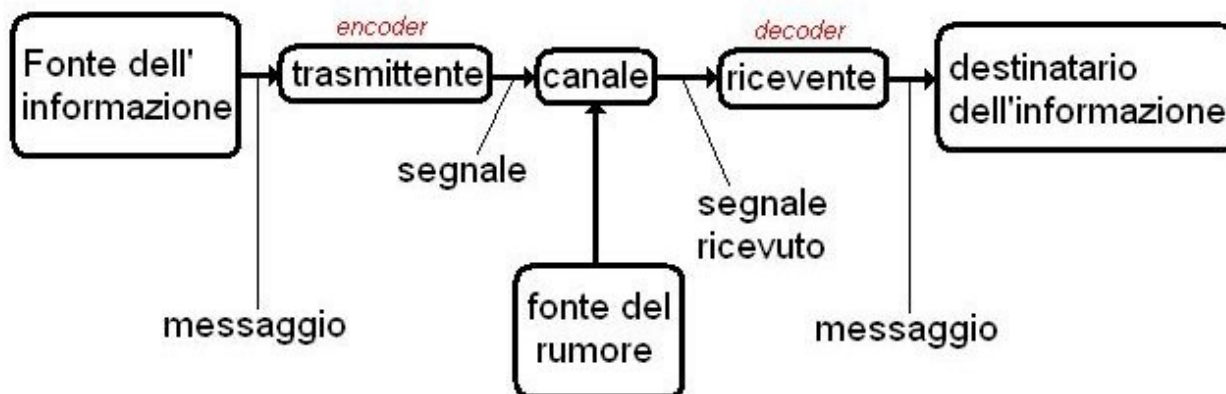 encoder
decoder
Fonte dell'
informazione
trasmittente
canale
ricevente
destinatario
dell'informazione
segnale
segnale
ricevuto
messaggio
fonte del
rumore
messaggio